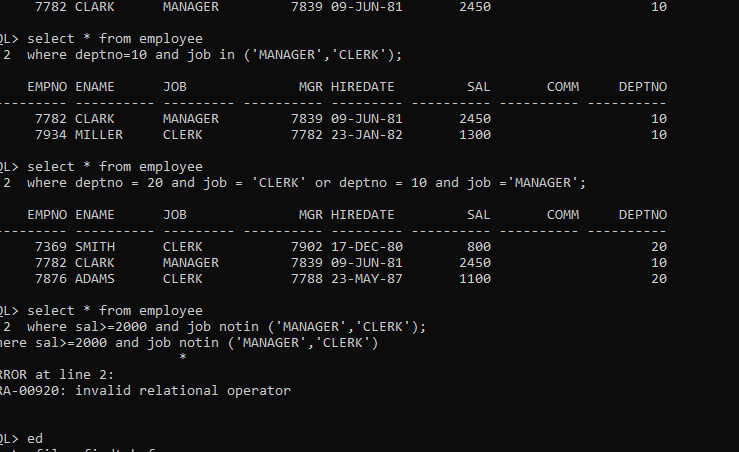 7782 CLARK MANAGER 7839 09-JUN-81 2450 10
QL> select * from employee
2 where deptno=10 and job in ('MANAGER','CLERK');
EMPNO ENAME JOB MGR HIREDATE SAL COMM DEPTNO
--------- ---------- --------- ---------- --------- ---------- ---------- ----------
7782 CLARK MANAGER 7839 09-JUN-81 2450 10
7934 MILLER CLERK 7782 23-JAN-82 1300 10
QL> select * from employee
2 where deptno = 20 and job = 'CLERK' or deptno = 10 and job ='MANAGER';
EMPNO ENAME JOB MGR HIREDATE SAL COMM DEPTNO
--------- ---------- --------- ---------- --------- ---------- ---------- ----------
7369 SMITH CLERK 7902 17-DEC-80 800 20
7782 CLARK MANAGER 7839 09-JUN-81 2450 10
7876 ADAMS CLERK 7788 23-MAY-87 1100 20
QL> select * from employee
2 where sal>=2000 and job notin ('MANAGER','CLERK');
ere sal>=2000 and job notin ('MANAGER','CLERK')
*
RROR at line 2:
RA-00920: invalid relational operator
QL> ed